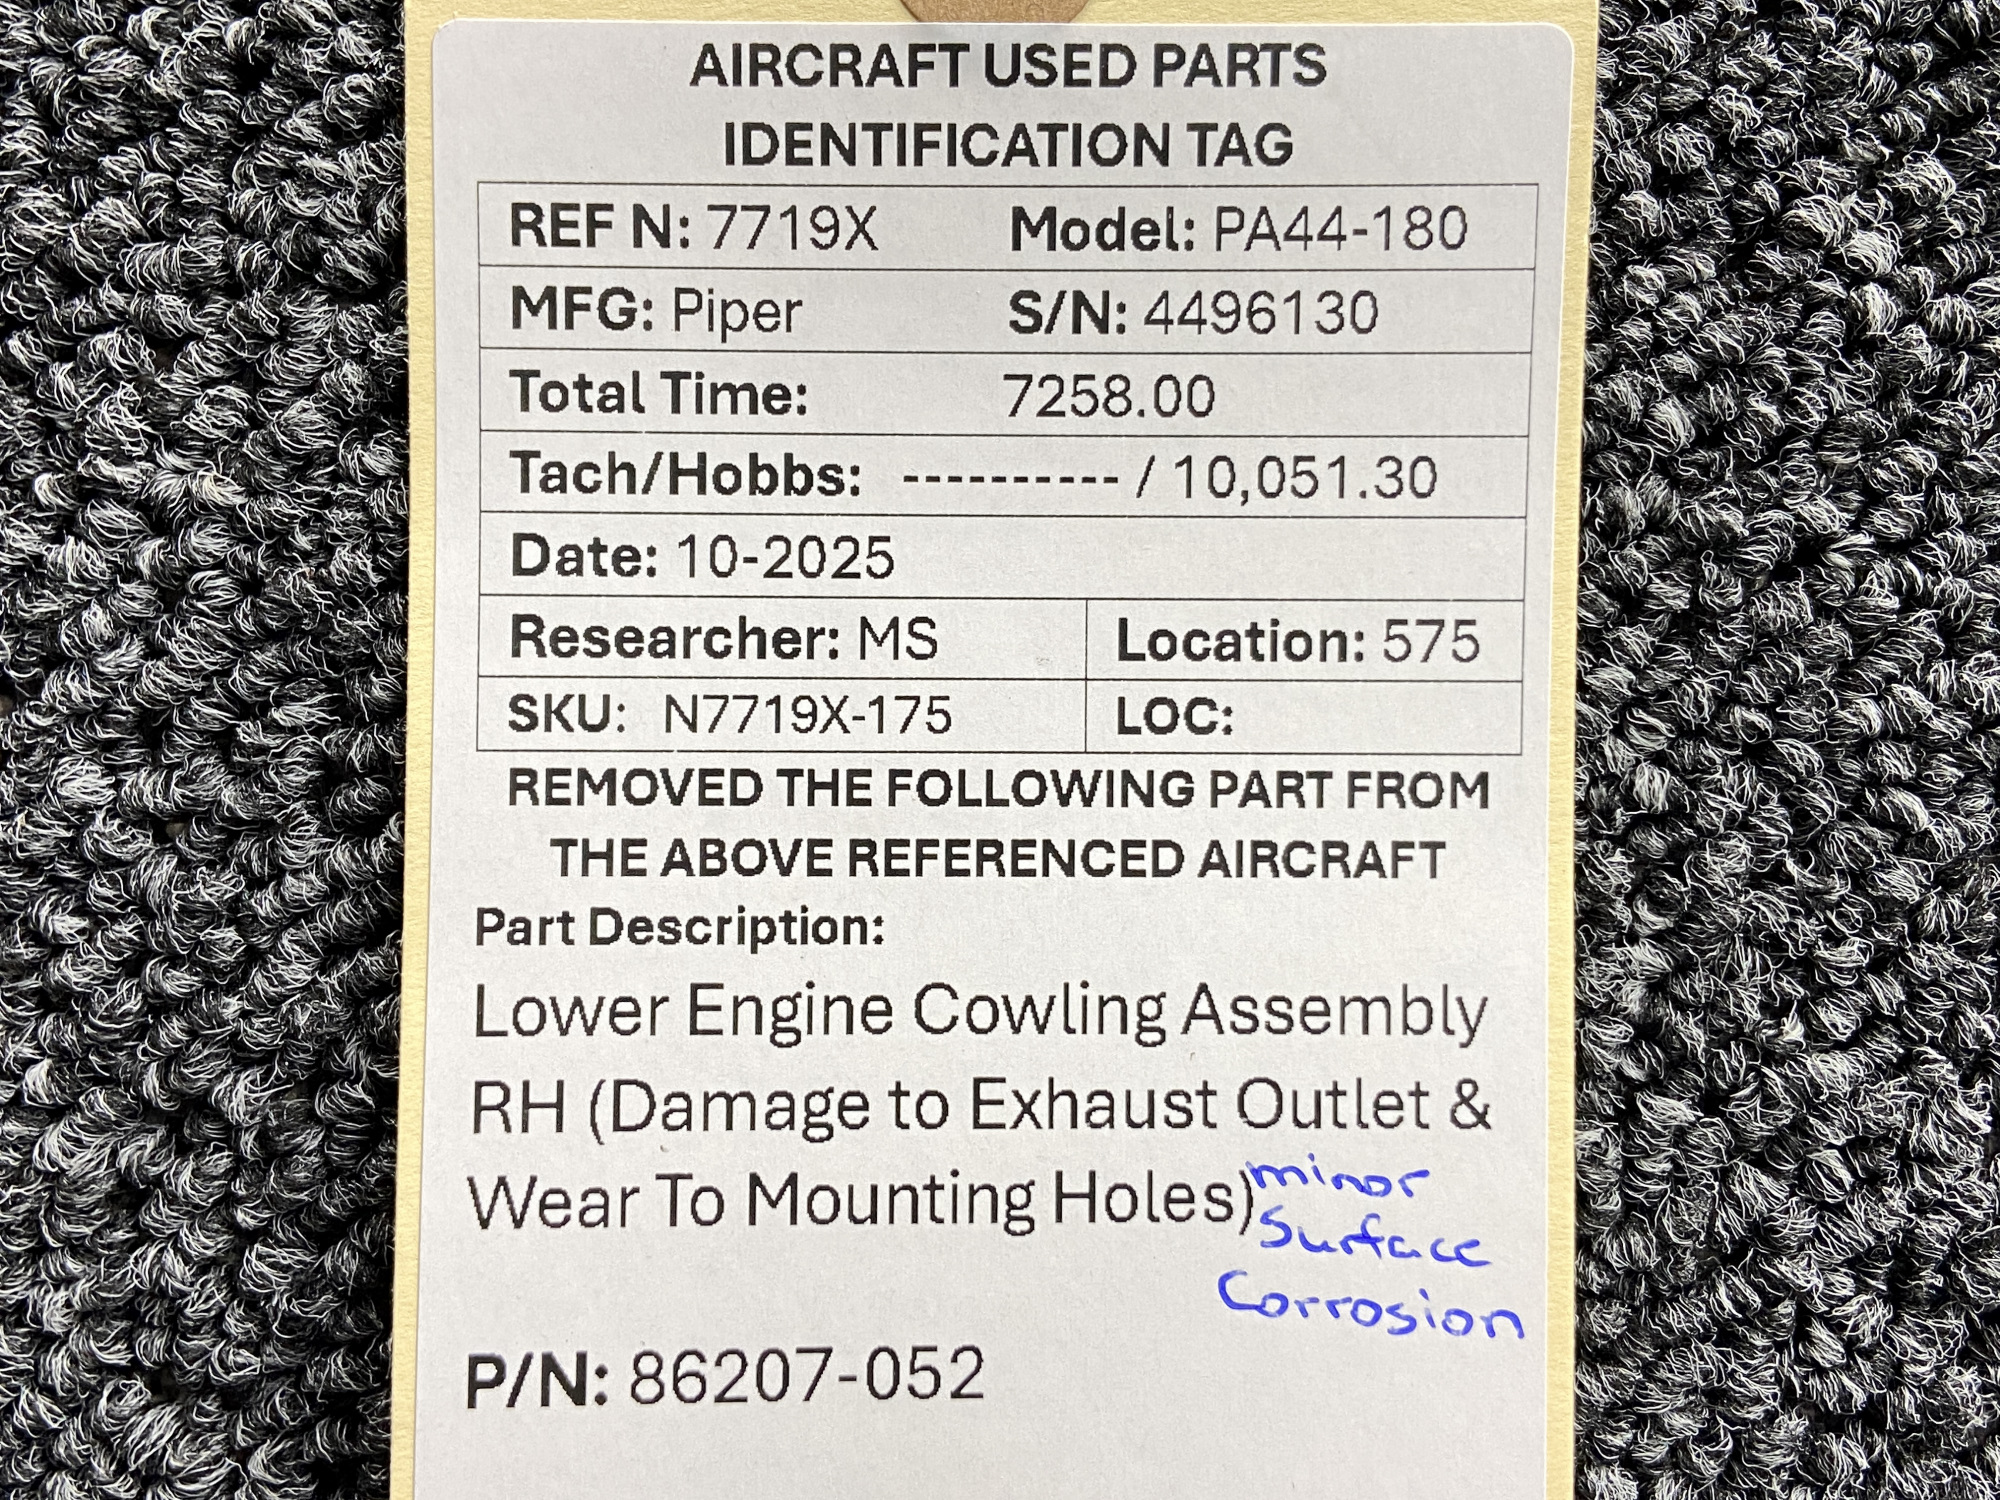 AIRCRAFT USED PARTS
IDENTIFICATION TAG
REF N: 7719X Model: PA44-180
MFG: Piper S/N: 4496130
Total Time: 7258.00
Tach/Hobbs: ---------- / 10,051.30
Date: 10-2025
Researcher: MS Location: 575
SKU: N7719X-175 LOC:
REMOVED THE FOLLOWING PART FROM
THE ABOVE REFERENCED AIRCRAFT
Part Description:
Lower Engine Cowling Assembly
RH (Damage to Exhaust Outlet &
Wear To Mounting Holes) minor
Surface
Corrosion
P/N: 86207-052